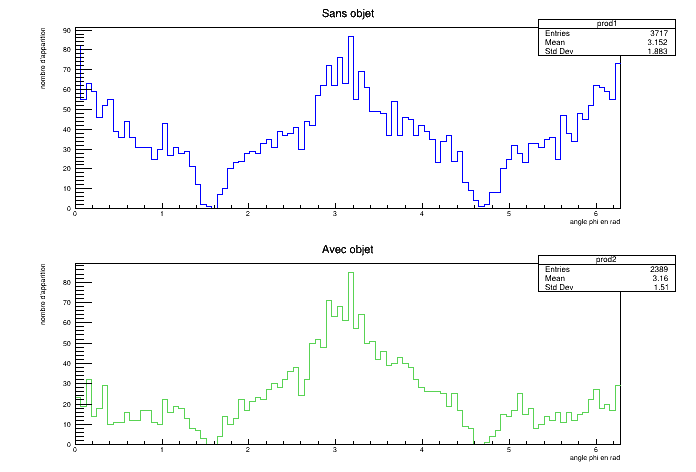 Sans objet
prod1
Entries 3717
Mean 3.152
Std Dev 1.883
nombre d'apparition
90
80
70
60
50
40
30
20
10
0
0 1 2 3 4 5 6
angle phi en rad
Avec objet
prod2
Entries 2389
Mean 3.16
Std Dev 1.51
nombre d'apparition
80
70
60
50
40
30
20
10
0
0 1 2 3 4 5 6
angle phi en rad